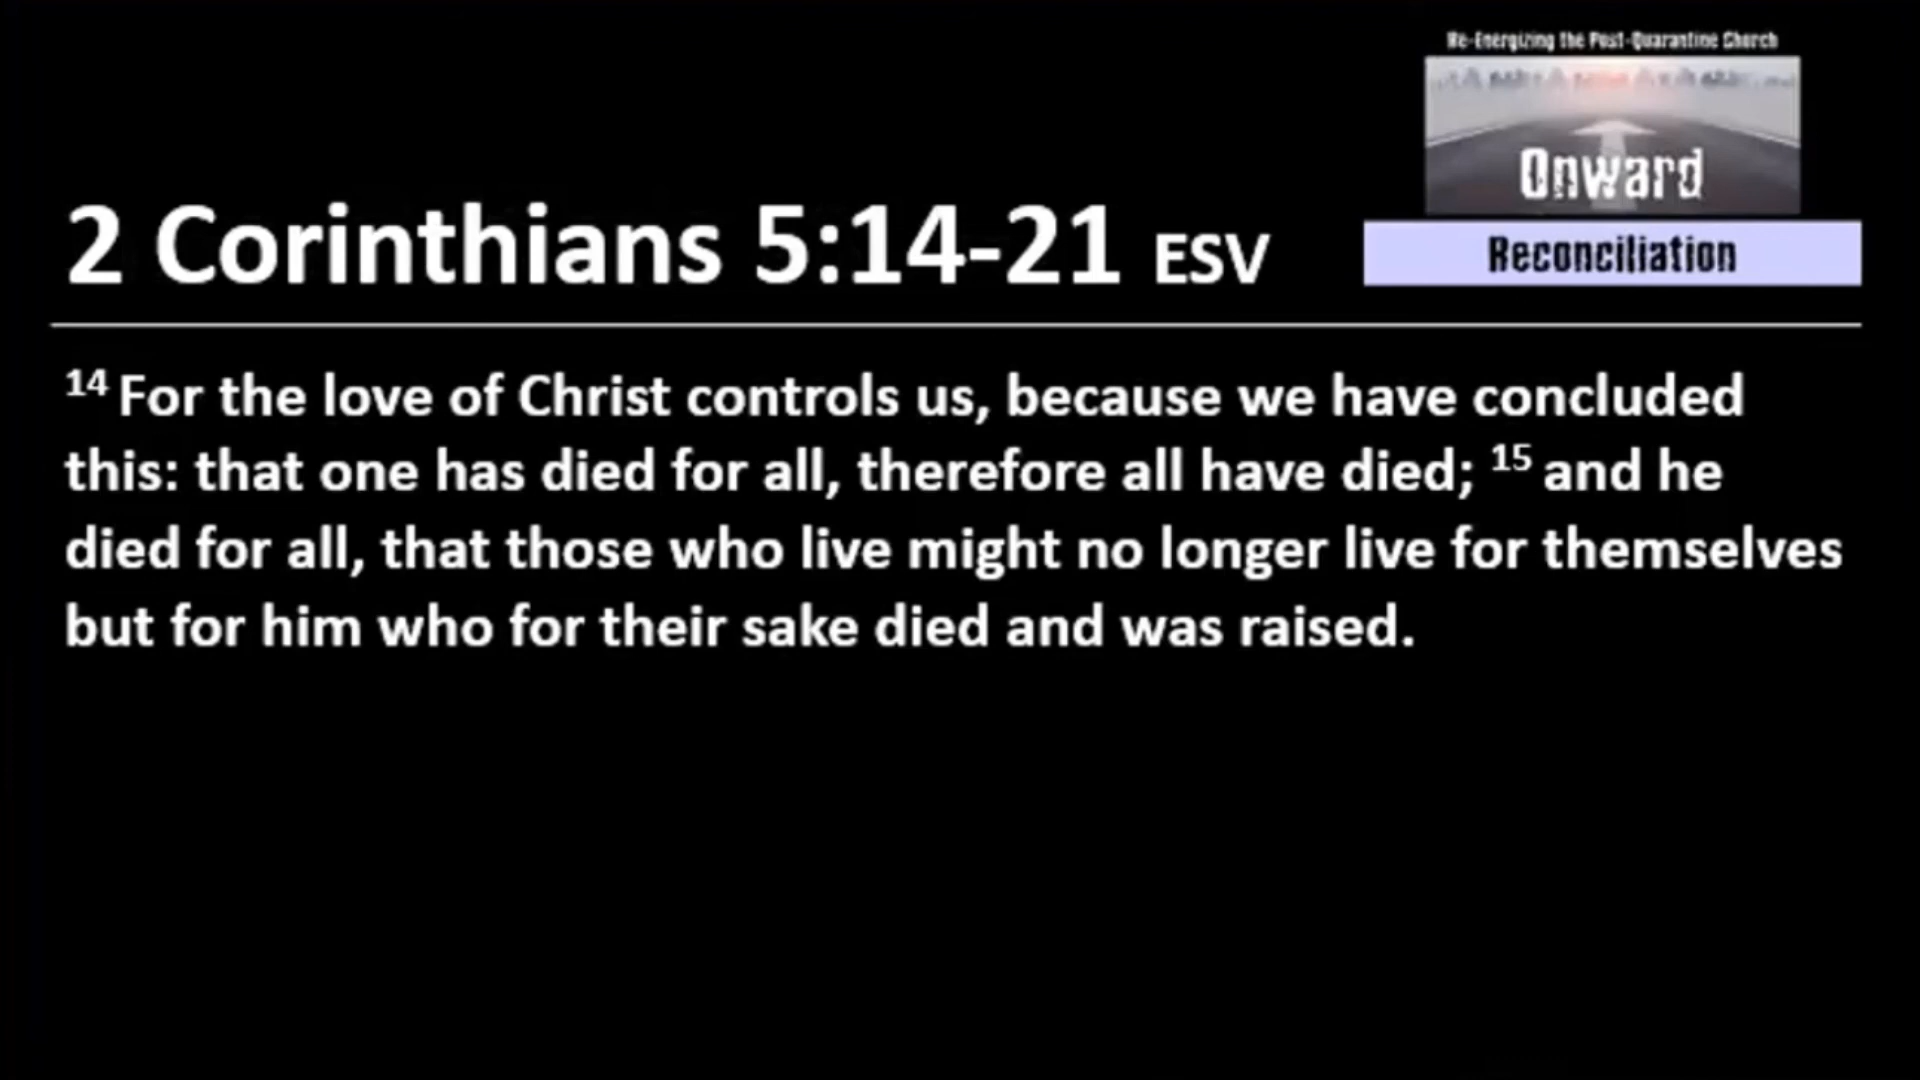 Re-Energizing the Post-Quarantine Church
Onward
Reconciliation
2 Corinthians 5:14-21 ESV
14 For the love of Christ controls us, because we have concluded
this: that one has died for all, therefore all have died; 15 and he
died for all, that those who live might no longer live for themselves
but for him who for their sake died and was raised.